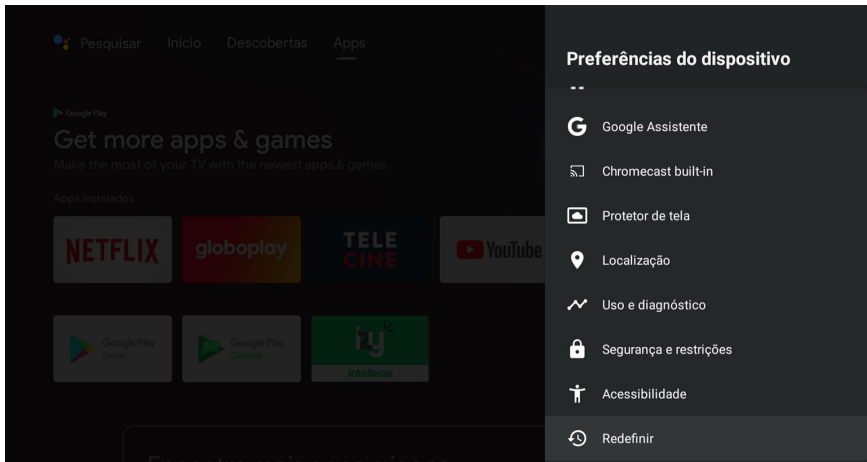 Pesquisar Início Descobertas Apps
Google Play
Get more apps & games
Make the most of your TV with the newest apps & games
Apps instalados
NETFLIX
globoplay
TELE
CINE
YouTube
Google Play
Store
Google Play
Games
izy
intelbras
Preferências do dispositivo
Google Assistente
Chromecast built-in
Protetor de tela
Localização
Uso e diagnóstico
Segurança e restrições
Acessibilidade
Redefinir